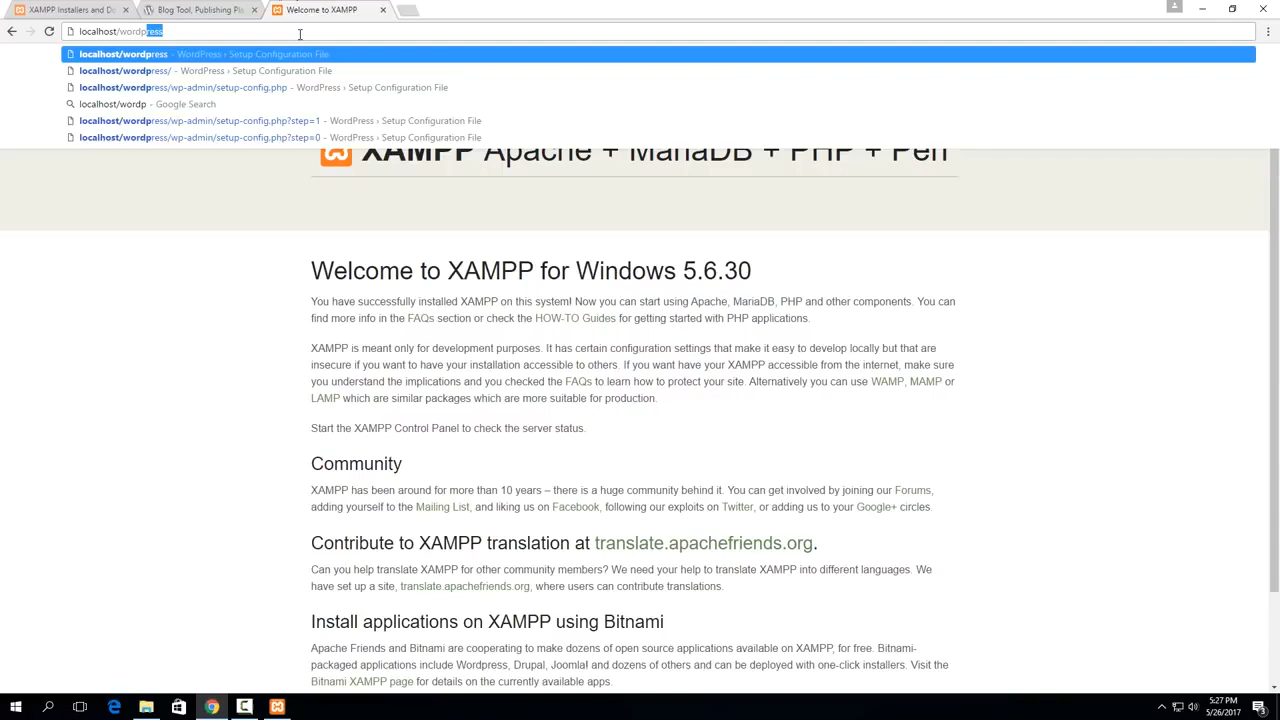 XAMPP Installers and Do
Blog Tool, Publishing Pl
Welcome to XAMPP
localhost/wordpress
localhost/wordpress - WordPress › Setup Configuration File
localhost/wordpress/ - WordPress › Setup Configuration File
localhost/wordpress/wp-admin/setup-config.php - WordPress › Setup Configuration File
localhost/wordp - Google Search
localhost/wordpress/wp-admin/setup-config.php?step=1 - WordPress › Setup Configuration File
localhost/wordpress/wp-admin/setup-config.php?step=0 - WordPress › Setup Configuration File
XAMPP Apache + MariaDB + PHP + Perl
Welcome to XAMPP for Windows 5.6.30
You have successfully installed XAMPP on this system! Now you can start using Apache, MariaDB, PHP and other components. You can
find more info in the FAQs section or check the HOW-TO Guides for getting started with PHP applications.
XAMPP is meant only for development purposes. It has certain configuration settings that make it easy to develop locally but that are
insecure if you want to have your installation accessible to others. If you want have your XAMPP accessible from the internet, make sure
you understand the implications and you checked the FAQs to learn how to protect your site. Alternatively you can use WAMP, MAMP or
LAMP which are similar packages which are more suitable for production.
Start the XAMPP Control Panel to check the server status.
Community
XAMPP has been around for more than 10 years – there is a huge community behind it. You can get involved by joining our Forums,
adding yourself to the Mailing List, and liking us on Facebook, following our exploits on Twitter, or adding us to your Google+ circles.
Contribute to XAMPP translation at translate.apachefriends.org.
Can you help translate XAMPP for other community members? We need your help to translate XAMPP into different languages. We
have set up a site, translate.apachefriends.org, where users can contribute translations.
Install applications on XAMPP using Bitnami
Apache Friends and Bitnami are cooperating to make dozens of open source applications available on XAMPP, for free. Bitnami-
packaged applications include Wordpress, Drupal, Joomla! and dozens of others and can be deployed with one-click installers. Visit the
Bitnami XAMPP page for details on the currently available apps.
5:27 PM
5/26/2017
3